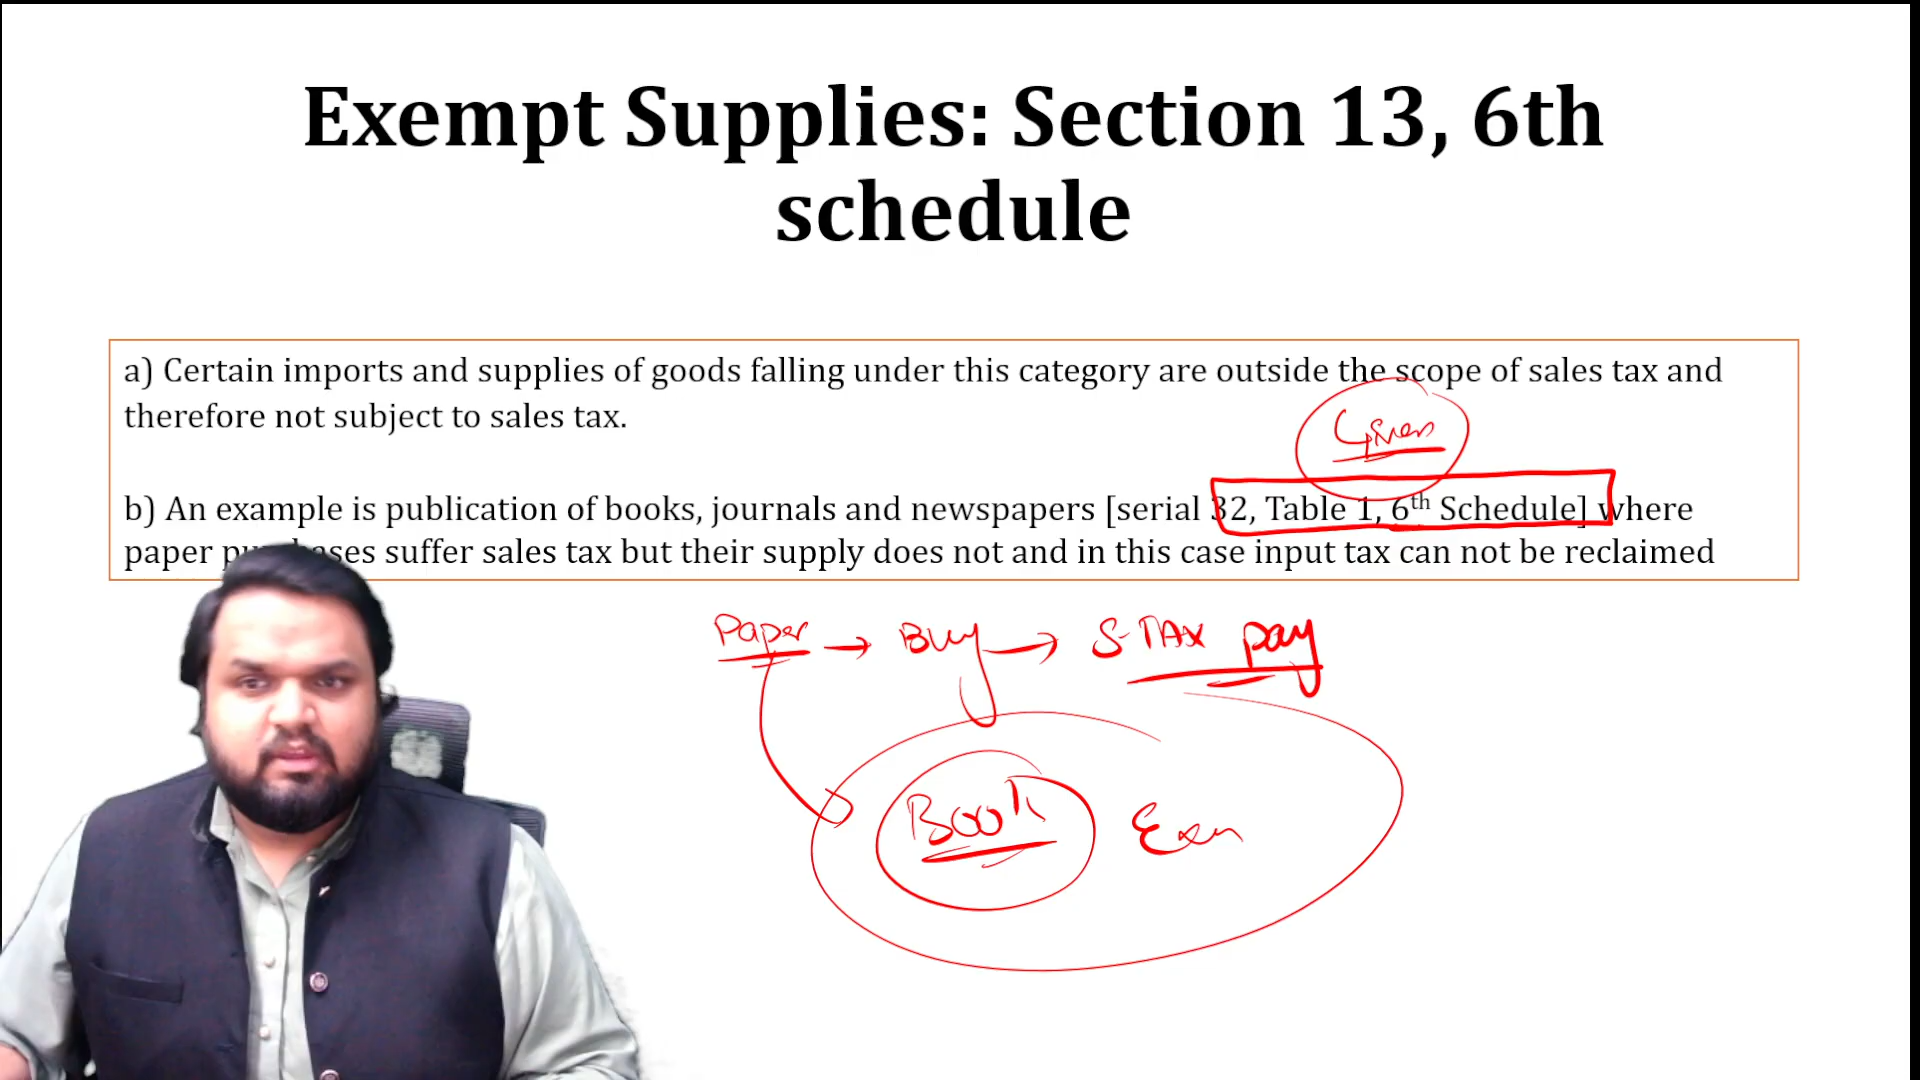 Exempt Supplies: Section 13, 6th
schedule
a) Certain imports and supplies of goods falling under this category are outside the scope of sales tax and
therefore not subject to sales tax.
Given
b) An example is publication of books, journals and newspapers [serial 32, Table 1, 6th Schedule] where
paper purchases suffer sales tax but their supply does not and in this case input tax can not be reclaimed
Paper → Buy → S-TAX pay
Book Exem